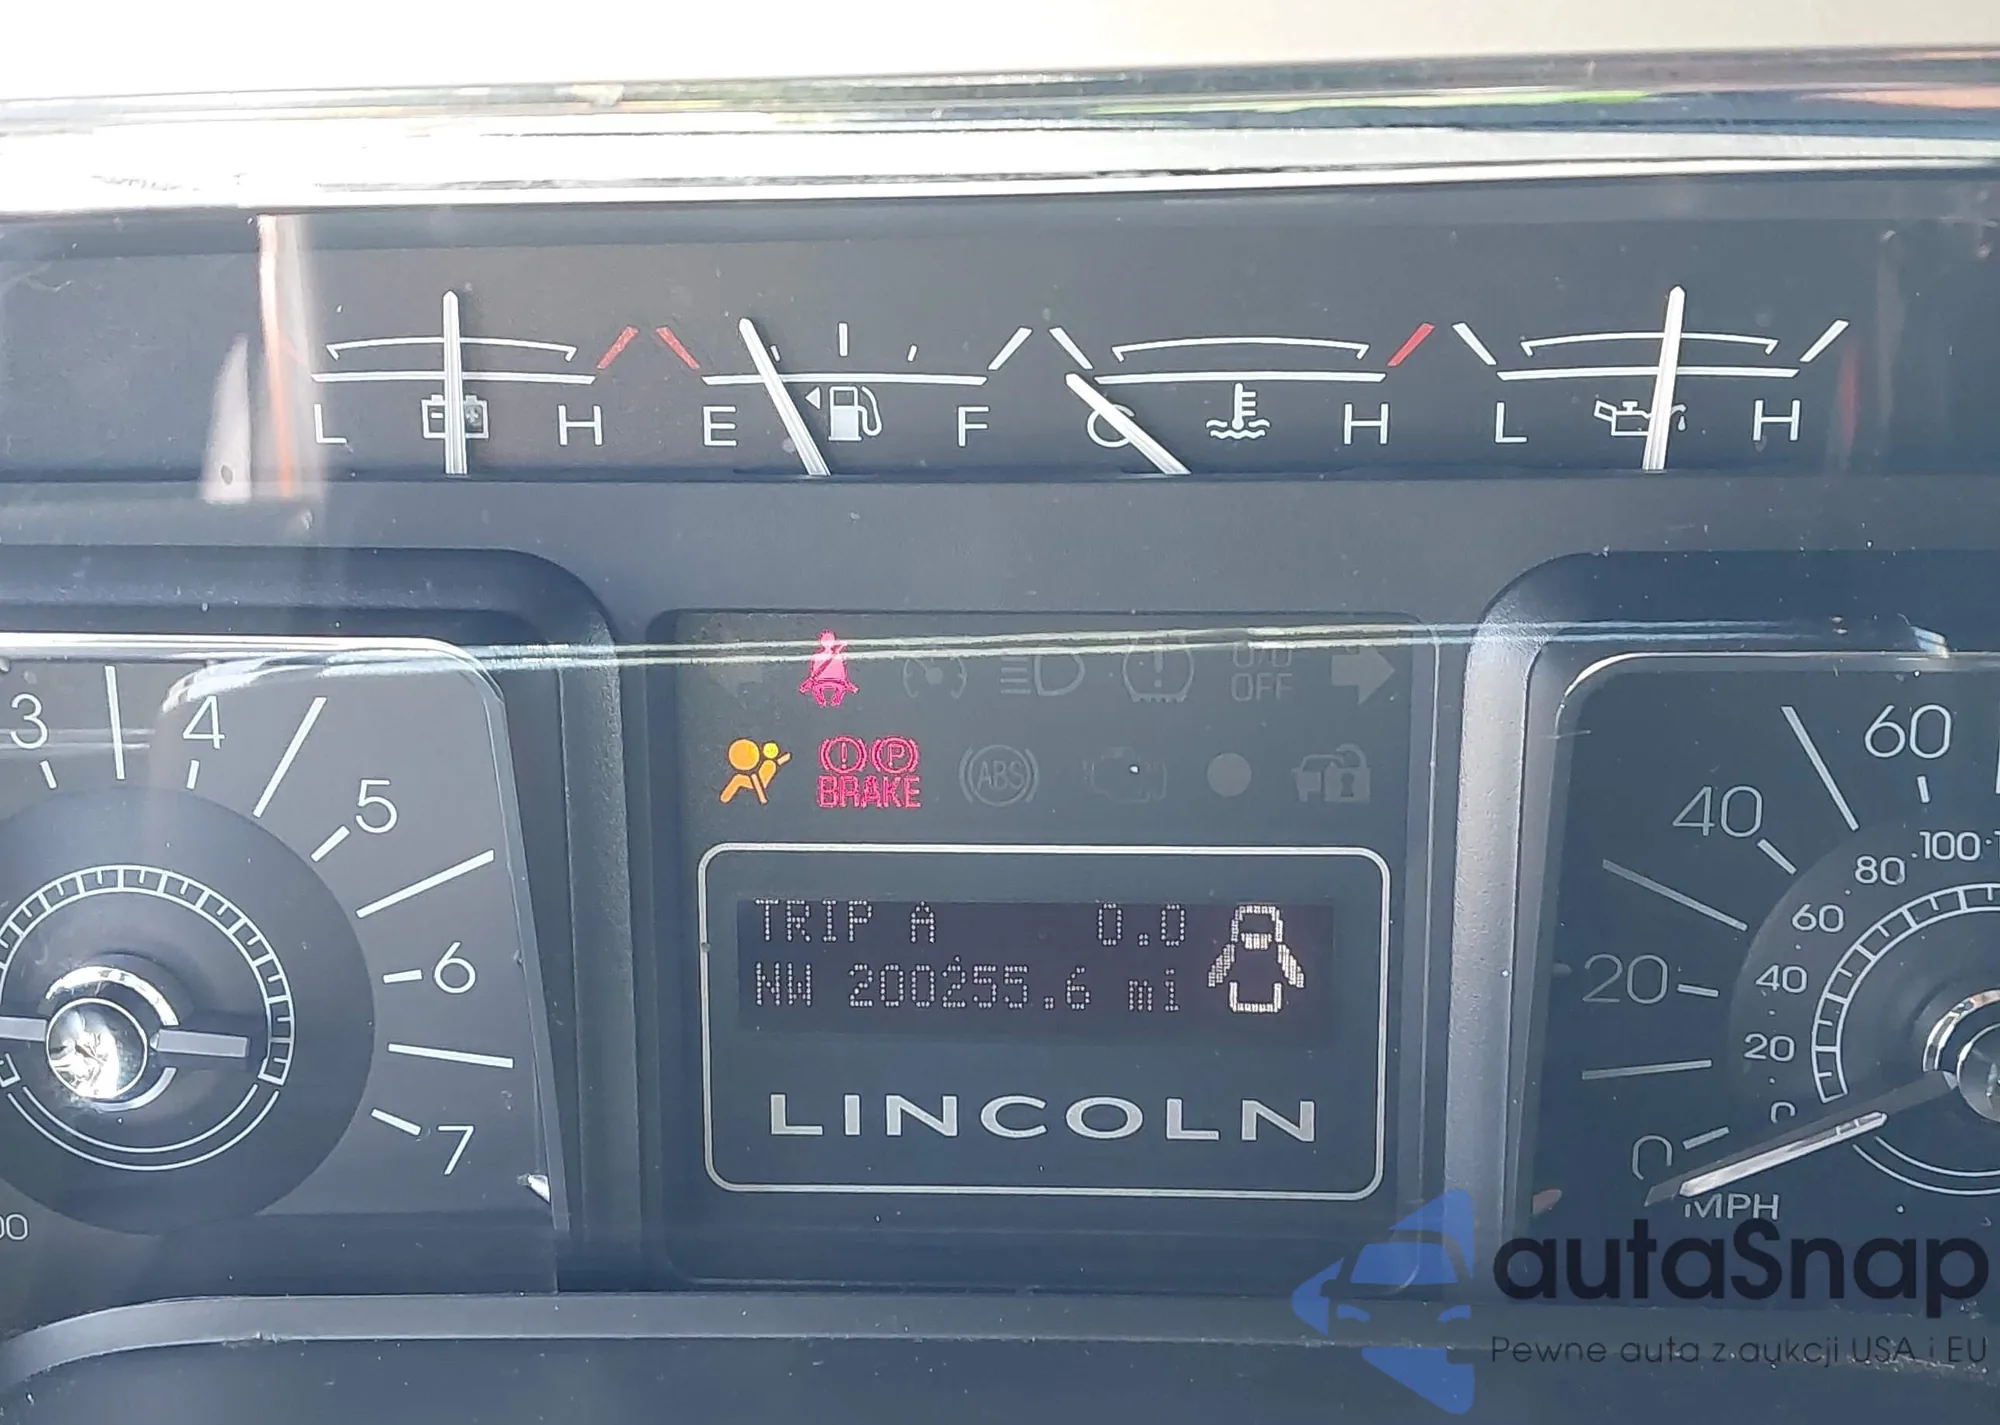 L H E F C H L H
O/D
OFF
3 4 5 6 7
BRAKE
P
ABS
TRIP A 0.0
NW 200255.6 mi
LINCOLN
60
40
20
0
MPH
100
80
60
40
20
0
autaSnap
Pewne auta z aukcji USA i EU